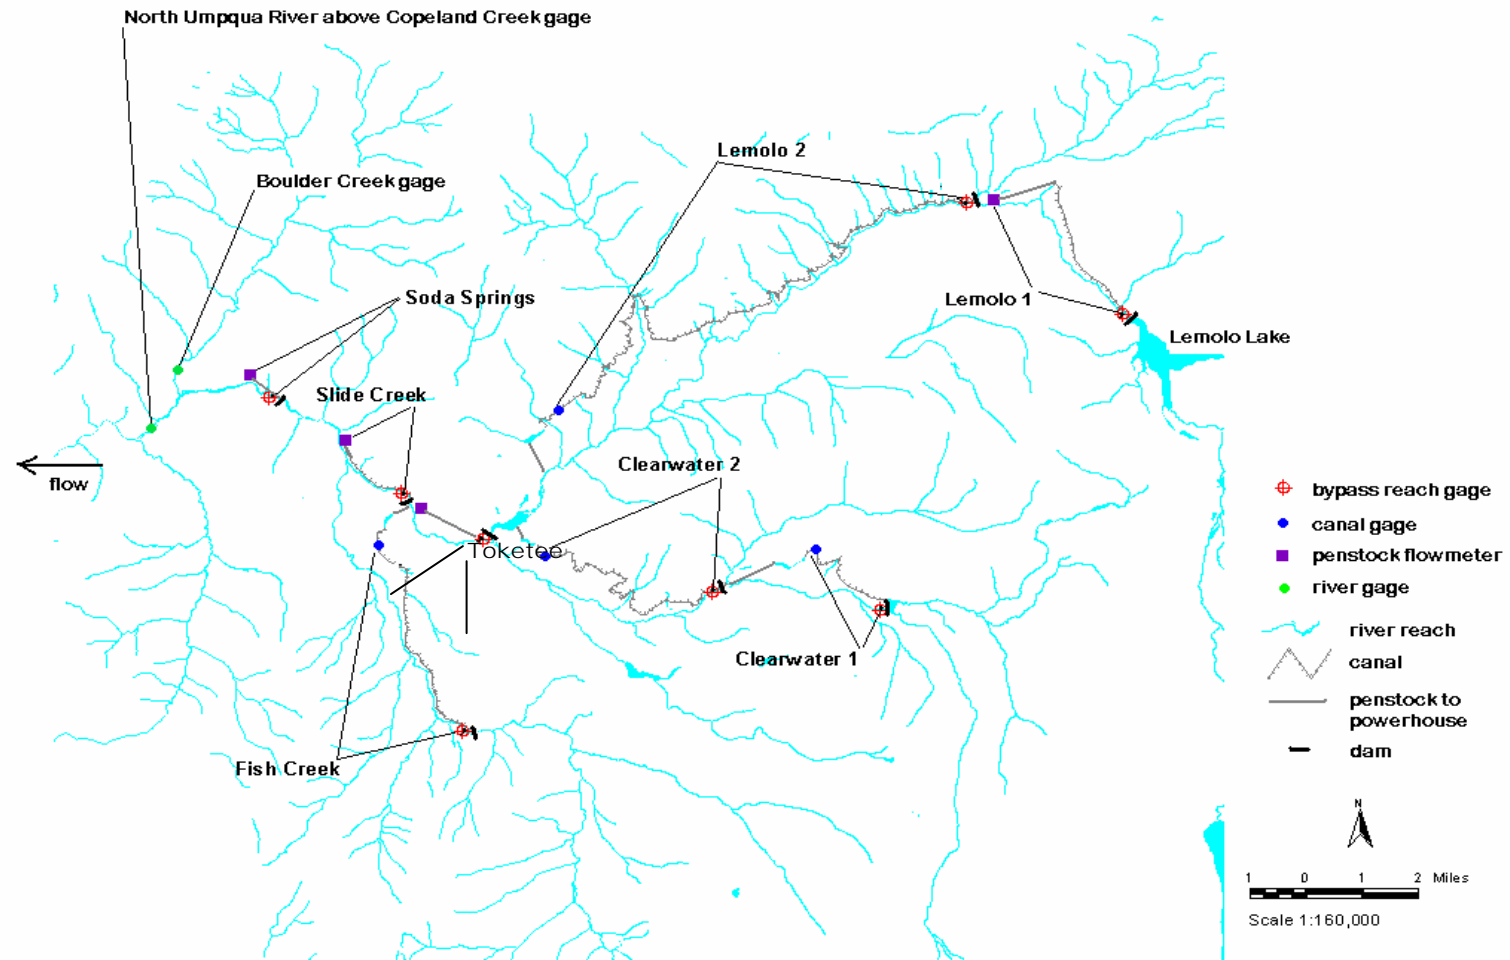 North Umpqua River above Copeland Creek gage
Lemolo 2
Boulder Creek gage
Soda Springs
Lemolo 1
Lemolo Lake
Slide Creek
Clearwater 2
flow
Toketee
Clearwater 1
Fish Creek
bypass reach gage
canal gage
penstock flowmeter
river gage
river reach
canal
penstock to
powerhouse
dam
N
1 0 1 2 Miles
Scale 1:160,000